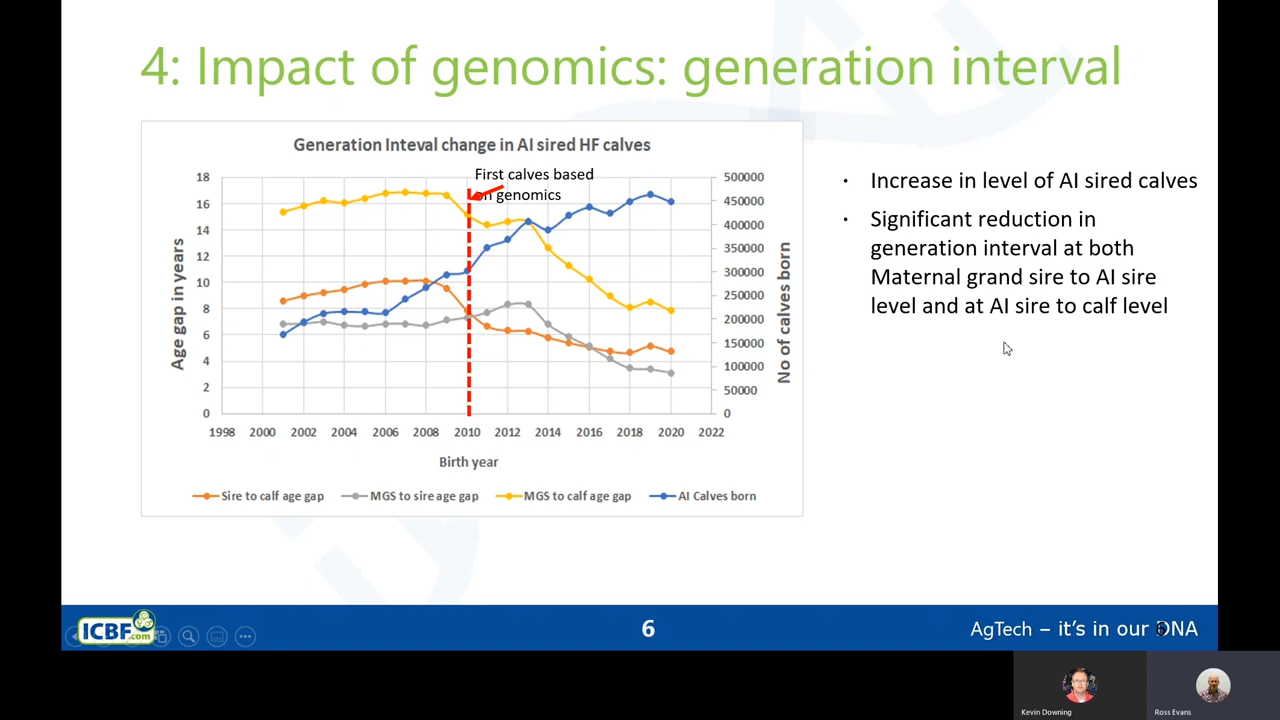 4: Impact of genomics: generation interval
Generation Inteval change in AI sired HF calves
First calves based
on genomics
18
16
14
12
10
8
6
4
2
0
Age gap in years
500000
450000
400000
350000
300000
250000
200000
150000
100000
50000
0
No of calves born
1998 2000 2002 2004 2006 2008 2010 2012 2014 2016 2018 2020 2022
Birth year
Sire to calf age gap MGS to sire age gap MGS to calf age gap AI Calves born
· Increase in level of AI sired calves
· Significant reduction in
generation interval at both
Maternal grand sire to AI sire
level and at AI sire to calf level
ICBF.com
6
AgTech – it's in our DNA
6
Kevin Downing
Ross Evans